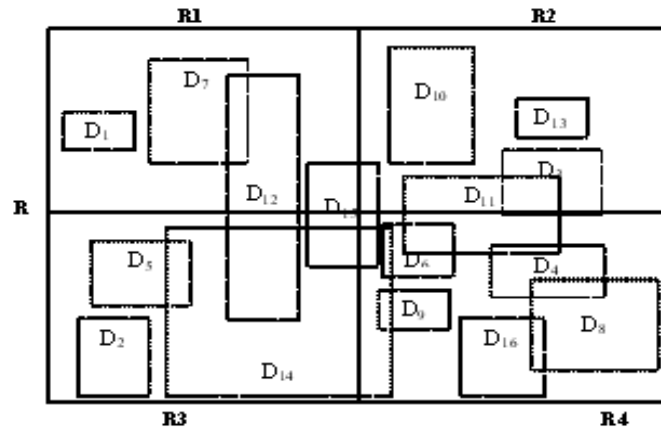 R1 R2
D₇
D₁₀
D₁ D₁₃
D₃
R D₁₂ D₁₁
D₅ D₆ D₄
D₂ D₉ D₁₆ D₈
D₁₄
R3 R4